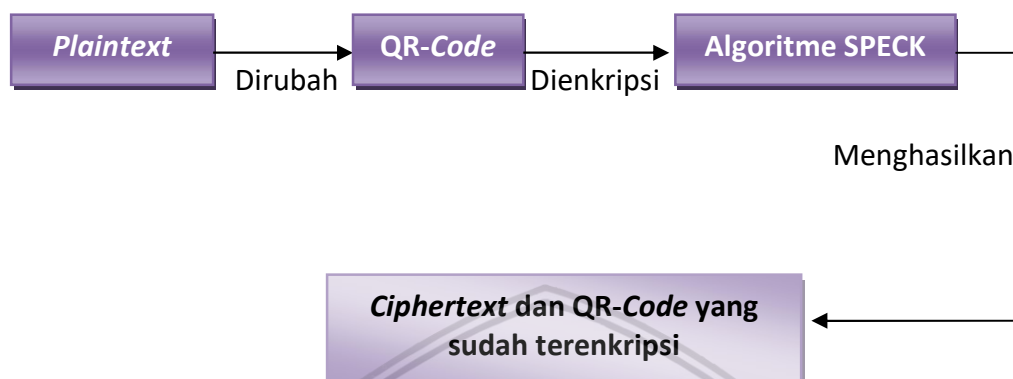 Plaintext
Dirubah
QR-Code
Dienkripsi
Algoritme SPECK
Menghasilkan
Ciphertext dan QR-Code yang
sudah terenkripsi